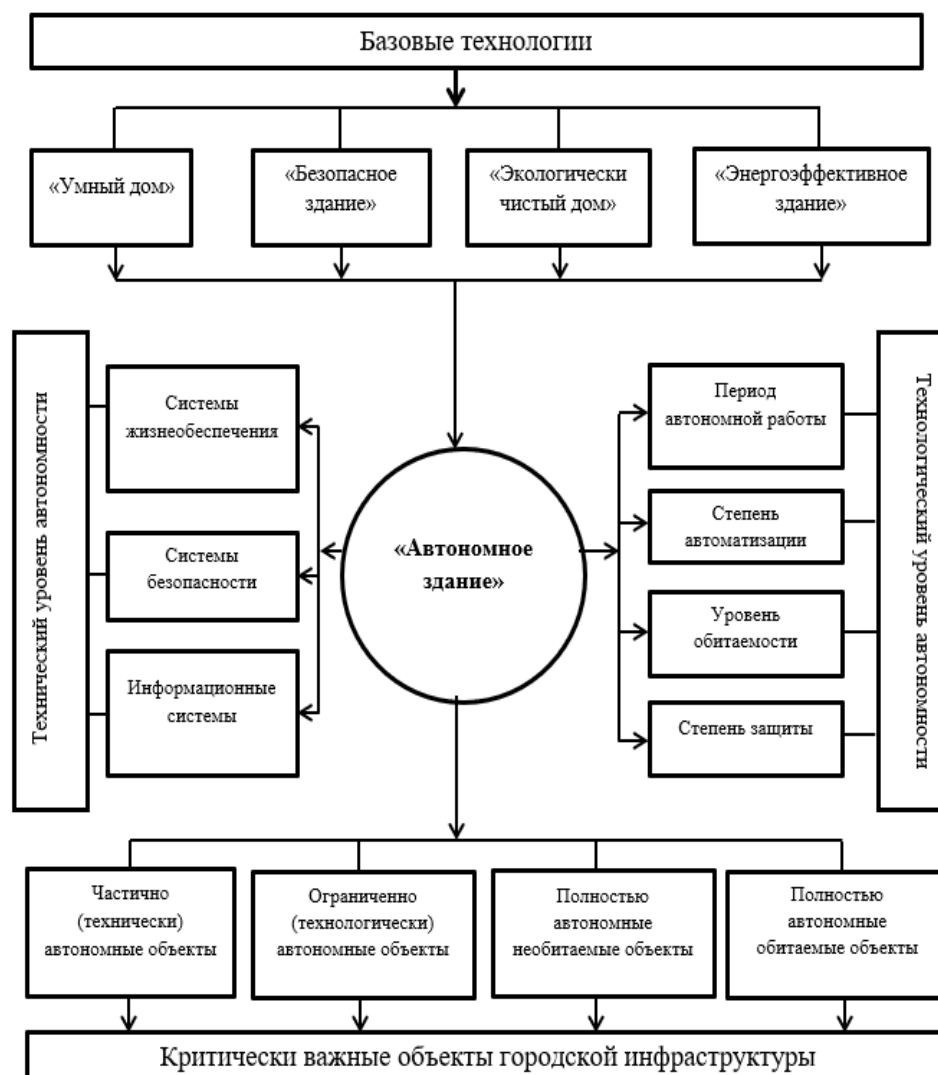 Базовые технологии
«Умный дом»
«Безопасное
здание»
«Экологически
чистый дом»
«Энергоэффективное
здание»
Технический уровень автономности
Системы
жизнеобеспечения
Системы
безопасности
Информационные
системы
«Автономное
здание»
Период
автономной работы
Степень
автоматизации
Уровень
обитаемости
Степень защиты
Технологический уровень автономности
Частично
(технически)
автономные объекты
Ограниченно
(технологически)
автономные объекты
Полностью
автономные
необитаемые объекты
Полностью
автономные
обитаемые объекты
Критически важные объекты городской инфраструктуры